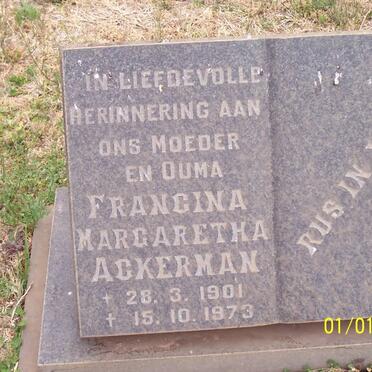 IN LIEFDEVOLLE
HERINNERING AAN
ONS MOEDER
EN OUMA
FRANCINA
MARGARETHA
ACKERMAN
* 28. 3. 1901
+ 15. 10. 1973
RUS IN
01/01